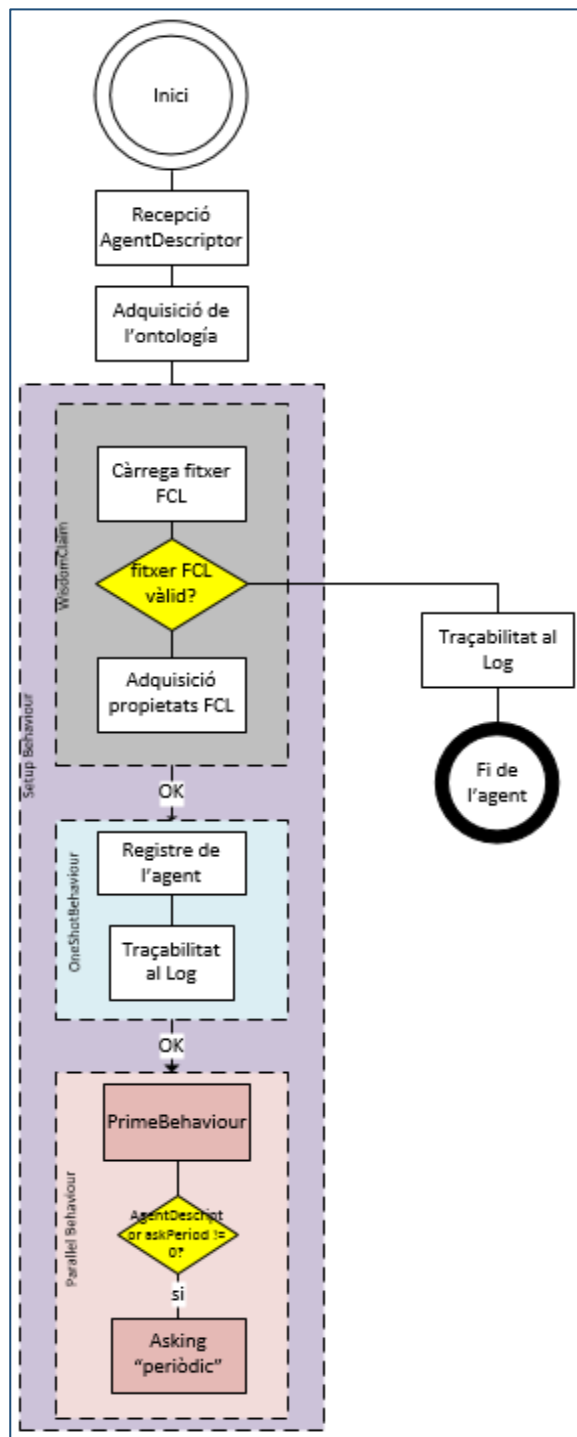 Inici
Recepció
AgentDescriptor
Adquisició de
l'ontología
Setup Behaviour
WisdomClaim
Càrrega fitxer
FCL
fitxer FCL
vàlid?
Adquisició
propietats FCL
Traçabilitat al
Log
Fi de
l'agent
OK
OneShotBehaviour
Registre de
l'agent
Traçabilitat
al Log
OK
Parallel Behaviour
PrimeBehaviour
AgentDescript
or askPeriod !=
0?
si
Asking
"periòdic"